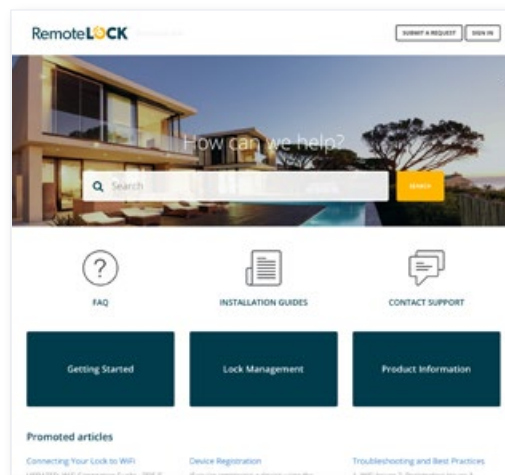 RemoteLOCK
SUBMIT A REQUEST SIGN IN
How can we help?
Search SEARCH
FAQ INSTALLATION GUIDES CONTACT SUPPORT
Getting Started Lock Management Product Information
Promoted articles
Connecting Your Lock to WiFi Device Registration Troubleshooting and Best Practices